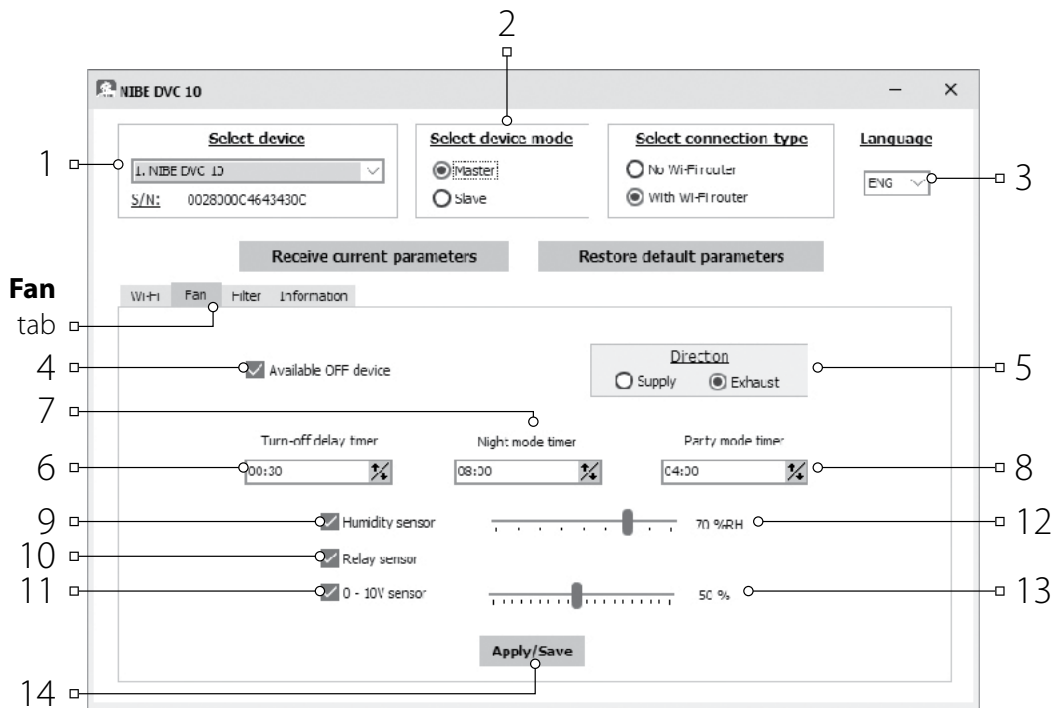 2
NIBE DVC 10
Select device Select device mode Select connection type Language
1 1. NIBE DVC 10 Master No Wi-Fi router ENG 3
S/N: 0028000C4643430C Slave With Wi-Fi router
Receive current parameters Restore default parameters
Fan
tab
Wi-Fi Fan Filter Information
4 Available OFF device Direction 5
Supply Exhaust
7
Turn-off delay timer Night mode timer Party mode timer
6 00:30 08:00 04:00 8
9 Humidity sensor 70 %RH 12
10 Relay sensor
11 0 - 10V sensor 50 % 13
Apply/Save
14